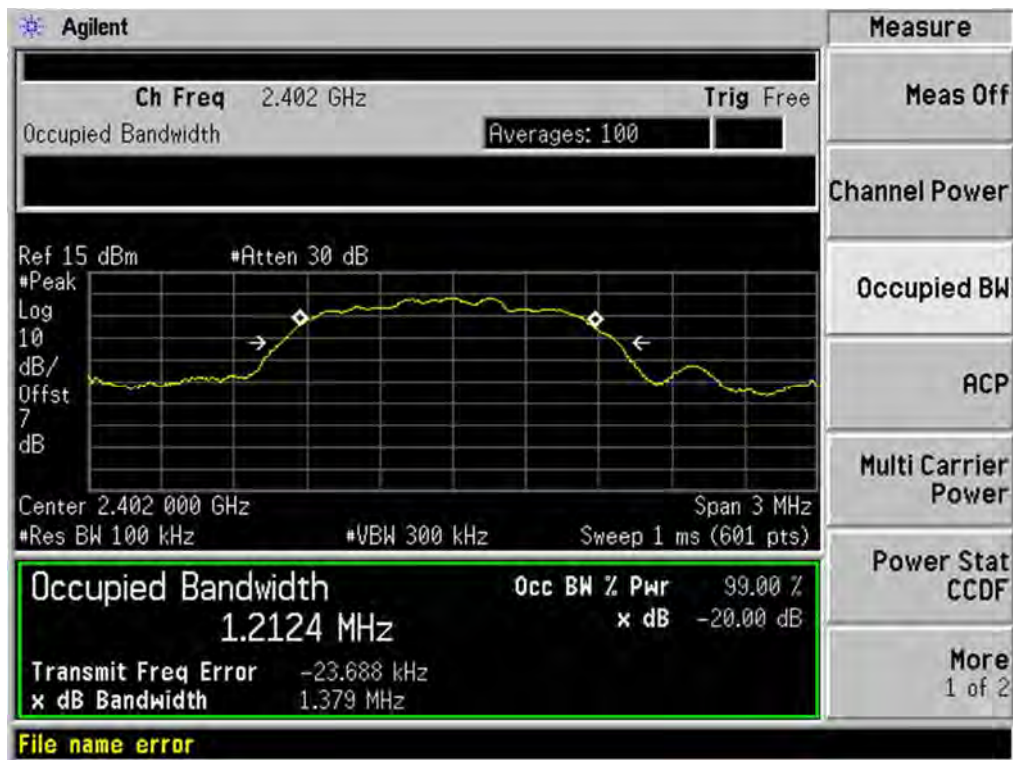 Agilent
Measure
Ch Freq 2.402 GHz Trig Free
Occupied Bandwidth Averages: 100
Meas Off
Channel Power
Occupied BW
ACP
Multi Carrier
Power
Power Stat
CCDF
More
1 of 2
Ref 15 dBm #Atten 30 dB
#Peak
Log
10
dB/
Offst
7
dB
Center 2.402 000 GHz Span 3 MHz
#Res BW 100 kHz #VBW 300 kHz Sweep 1 ms (601 pts)
Occupied Bandwidth
1.2124 MHz
Occ BW % Pwr 99.00 %
x dB -20.00 dB
Transmit Freq Error -23.688 kHz
x dB Bandwidth 1.379 MHz
File name error